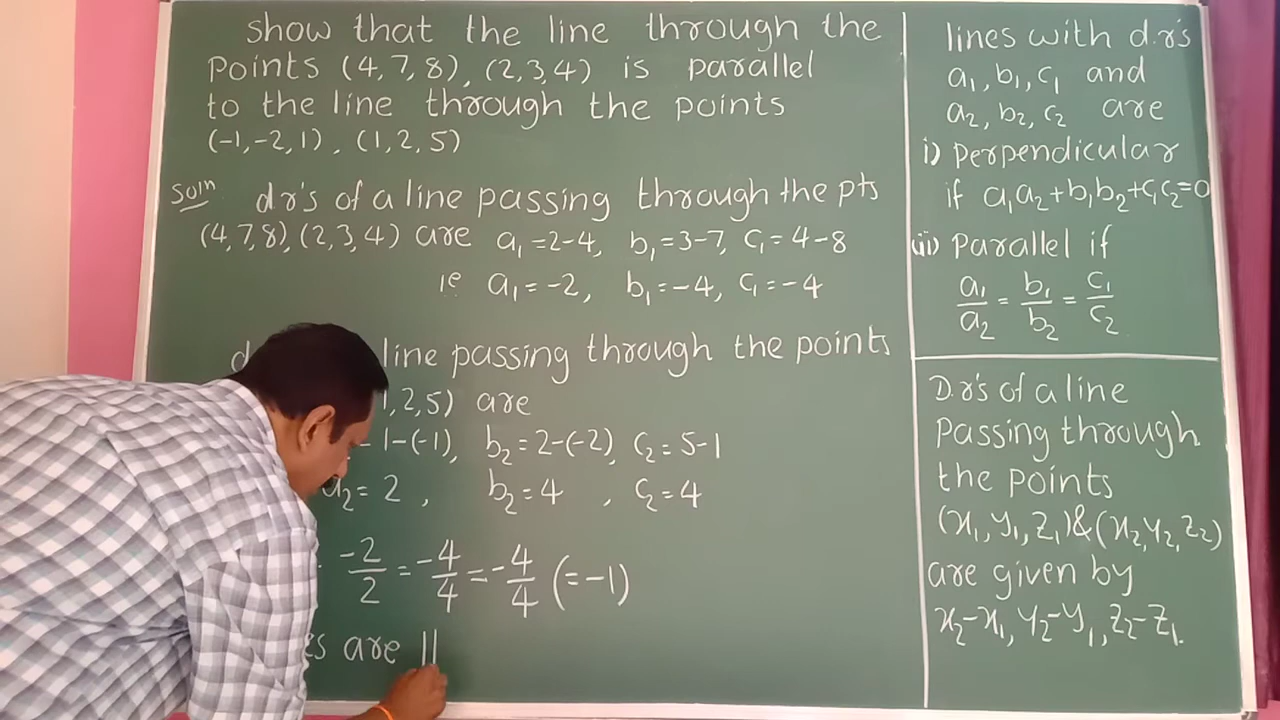 show that the line through the
points (4,7,8), (2,3,4) is parallel
to the line through the points
(-1,-2,1), (1,2,5)
Soln dr's of a line passing through the pts
(4,7,8), (2,3,4) are a₁=2-4, b₁=3-7, c₁=4-8
ie a₁=-2, b₁=-4, c₁=-4
line passing through the points
1,2,5) are
1-(-1), b₂=2-(-2), c₂=5-1
a₂=2, b₂=4, c₂=4
-2/2 = -4/4 = -4/4 (=-1)
are ||
lines with d.r's
a₁, b₁, c₁ and
a₂, b₂, c₂ are
i) perpendicular
if a₁a₂+b₁b₂+c₁c₂=0
ii) Parallel if
a₁/a₂ = b₁/b₂ = c₁/c₂
D.r's of a line
Passing through
the points
(x₁,y₁,z₁)&(x₂,y₂,z₂)
are given by
x₂-x₁, y₂-y₁, z₂-z₁.